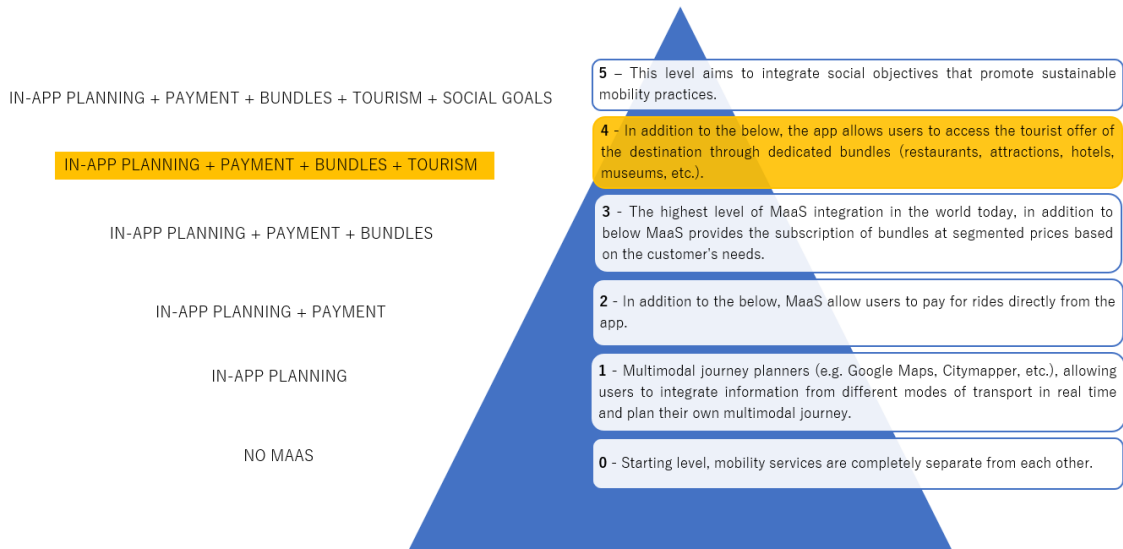 5 – This level aims to integrate social objectives that promote sustainable
mobility practices.
IN-APP PLANNING + PAYMENT + BUNDLES + TOURISM + SOCIAL GOALS
4 - In addition to the below, the app allows users to access the tourist offer of
the destination through dedicated bundles (restaurants, attractions, hotels,
museums, etc.).
IN-APP PLANNING + PAYMENT + BUNDLES + TOURISM
3 - The highest level of MaaS integration in the world today, in addition to
below MaaS provides the subscription of bundles at segmented prices based
on the customer's needs.
IN-APP PLANNING + PAYMENT + BUNDLES
2 - In addition to the below, MaaS allow users to pay for rides directly from the
app.
IN-APP PLANNING + PAYMENT
1 - Multimodal journey planners (e.g. Google Maps, Citymapper, etc.), allowing
users to integrate information from different modes of transport in real time
and plan their own multimodal journey.
IN-APP PLANNING
0 - Starting level, mobility services are completely separate from each other.
NO MAAS